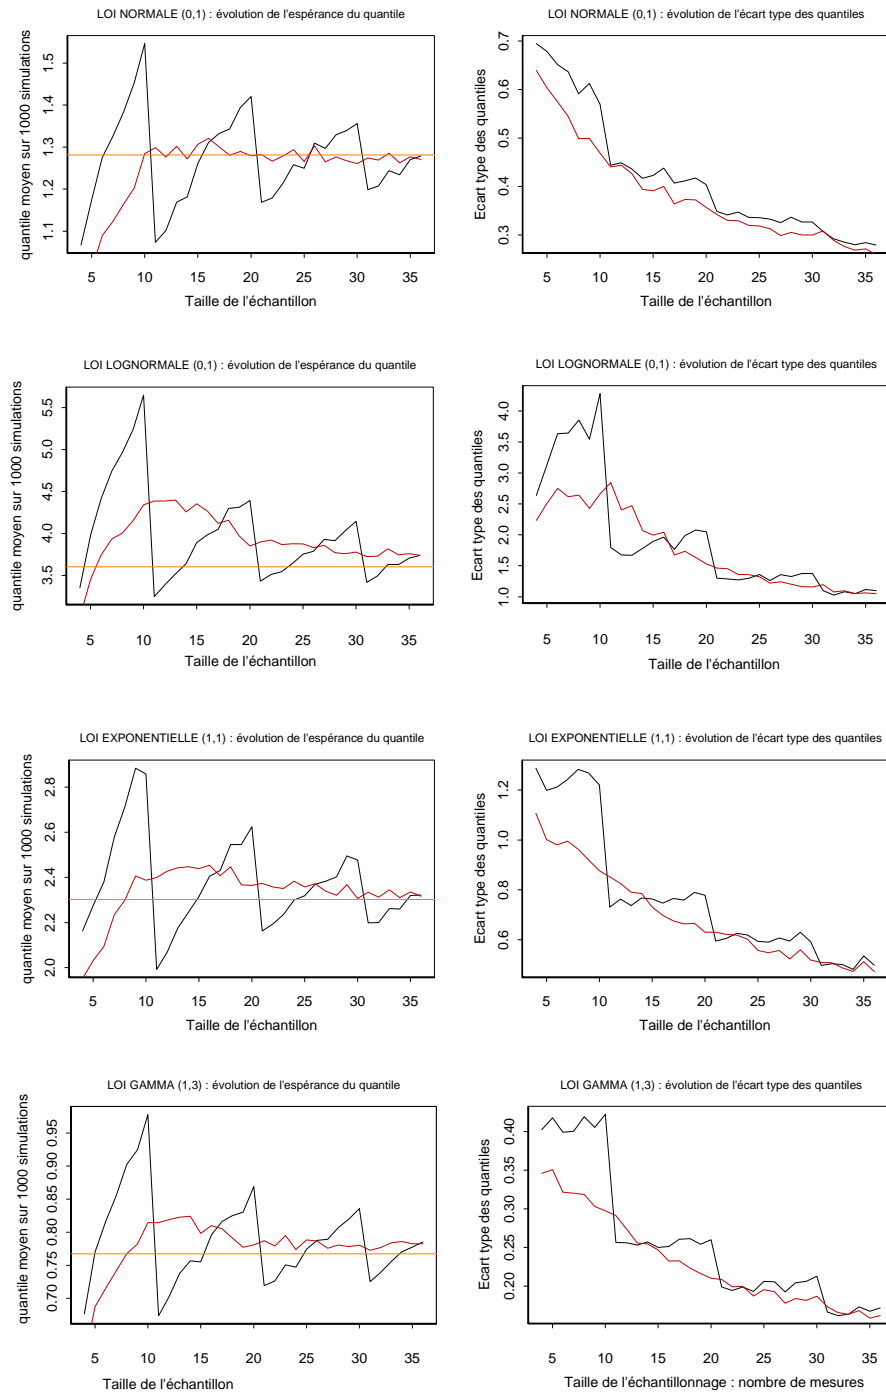 LOI NORMALE (0,1) : évolution de l'espérance du quantile
quantile moyen sur 1000 simulations
1.1 1.2 1.3 1.4 1.5
5 10 15 20 25 30 35
Taille de l'échantillon
LOI NORMALE (0,1) : évolution de l'écart type des quantiles
Ecart type des quantiles
0.3 0.4 0.5 0.6 0.7
5 10 15 20 25 30 35
Taille de l'échantillon
LOI LOGNORMALE (0,1) : évolution de l'espérance du quantile
quantile moyen sur 1000 simulations
3.5 4.0 4.5 5.0 5.5
5 10 15 20 25 30 35
Taille de l'échantillon
LOI LOGNORMALE (0,1) : évolution de l'écart type des quantiles
Ecart type des quantiles
1.0 1.5 2.0 2.5 3.0 3.5 4.0
5 10 15 20 25 30 35
Taille de l'échantillon
LOI EXPONENTIELLE (1,1) : évolution de l'espérance du quantile
quantile moyen sur 1000 simulations
2.0 2.2 2.4 2.6 2.8
5 10 15 20 25 30 35
Taille de l'échantillon
LOI EXPONENTIELLE (1,1) : évolution de l'écart type des quantiles
Ecart type des quantiles
0.6 0.8 1.0 1.2
5 10 15 20 25 30 35
Taille de l'échantillon
LOI GAMMA (1,3) : évolution de l'espérance du quantile
quantile moyen sur 1000 simulations
0.70 0.75 0.80 0.85 0.90 0.95
5 10 15 20 25 30 35
Taille de l'échantillon
LOI GAMMA (1,3) : évolution de l'écart type des quantiles
Ecart type des quantiles
0.20 0.25 0.30 0.35 0.40
5 10 15 20 25 30 35
Taille de l'échantillonnage : nombre de mesures